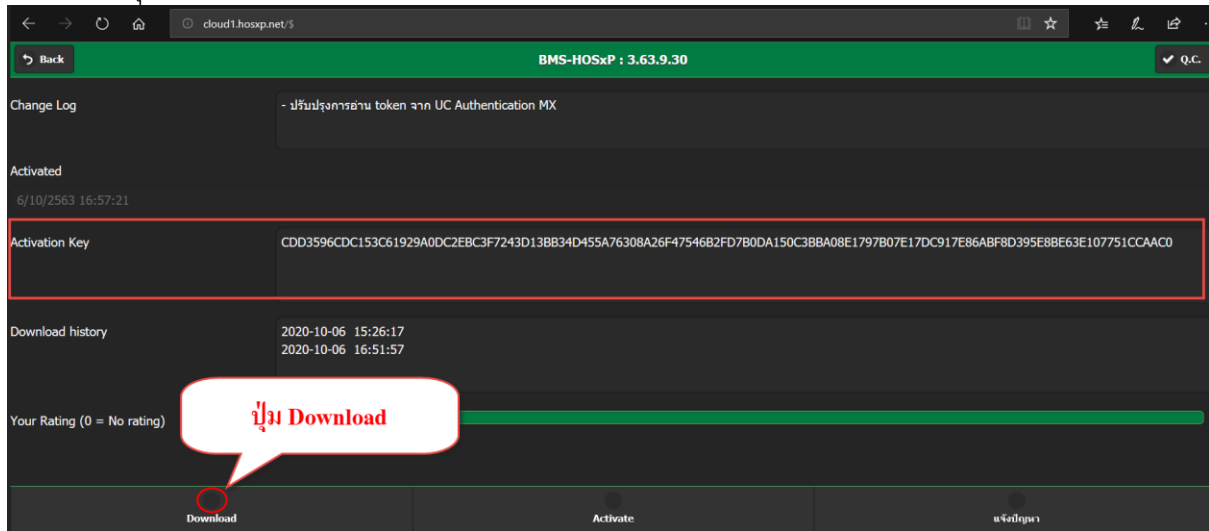 cloud1.hosxp.net/$
Back
BMS-HOSxP : 3.63.9.30
Q.C.
Change Log
- ปรับปรุงการอ่าน token จาก UC Authentication MX
Activated
6/10/2563 16:57:21
Activation Key
CDD3596CDC153C61929A0DC2EBC3F7243D13BB34D455A76308A26F47546B2FD7B0DA150C3BBA08E1797B07E17DC917E86ABF8D395E8BE63E107751CCAAC0
Download history
2020-10-06 15:26:17
2020-10-06 16:51:57
Your Rating (0 = No rating)
ปุ่ม Download
Download
Activate
แจ้งปัญหา